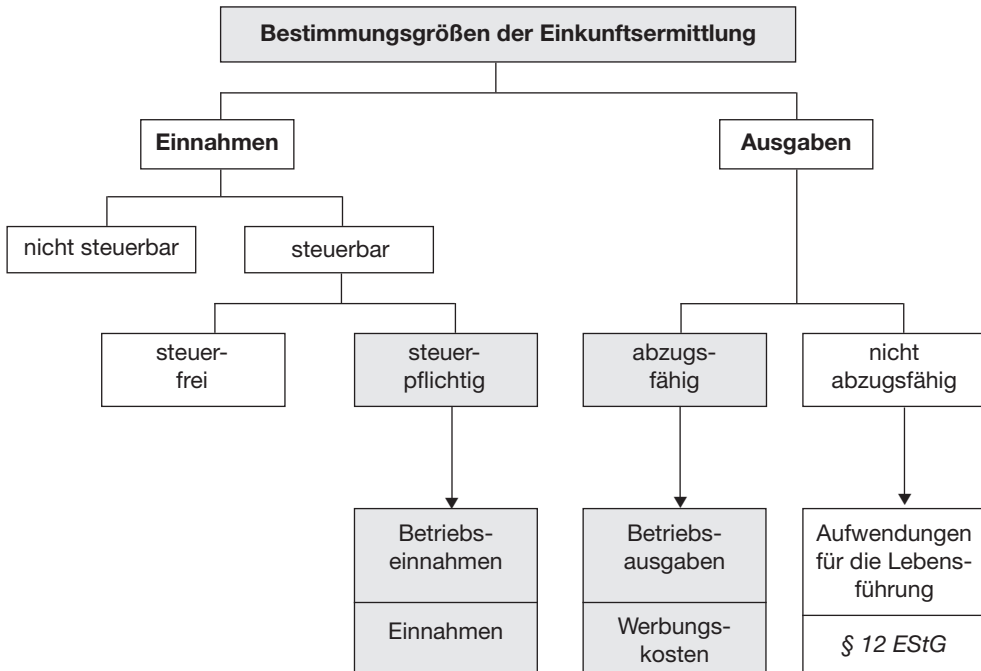 Bestimmungsgrößen der Einkunftsermittlung
Einnahmen
Ausgaben
nicht steuerbar
steuerbar
steuer-
frei
steuer-
pflichtig
abzugs-
fähig
nicht
abzugsfähig
Betriebs-
einnahmen
Betriebs-
ausgaben
Aufwendungen
für die Lebens-
führung
Einnahmen
Werbungs-
kosten
§ 12 EStG